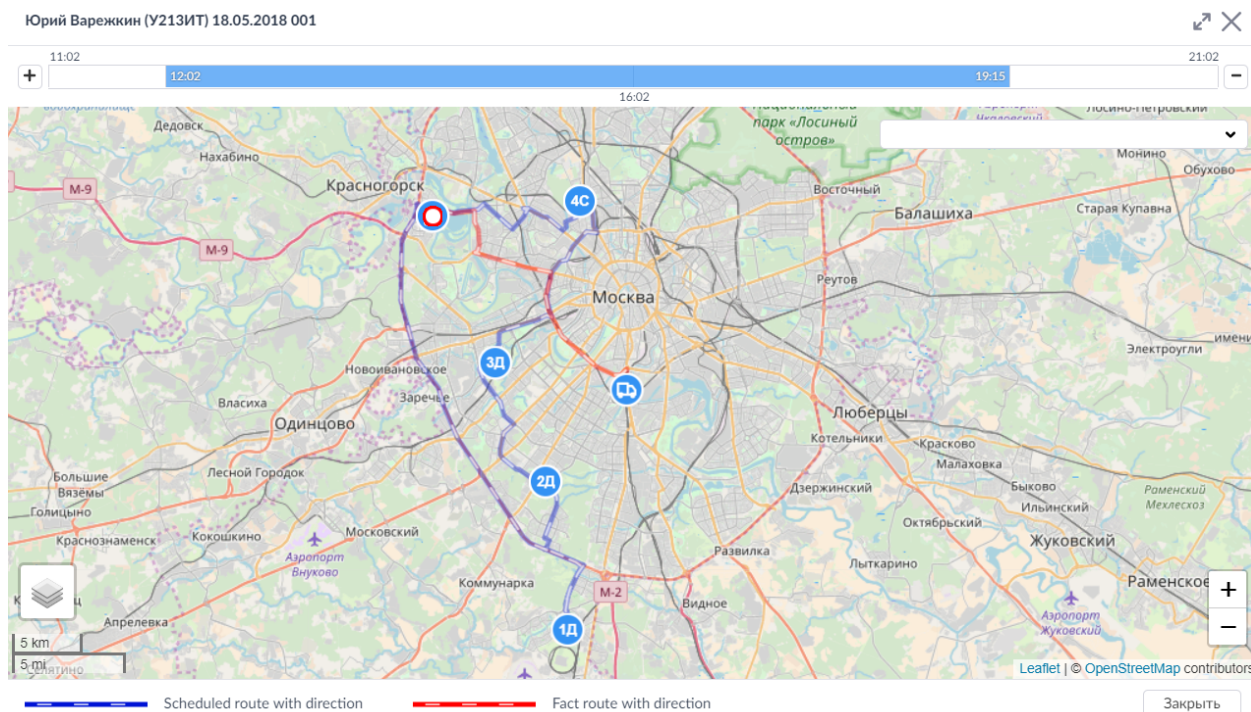 Юрий Варежкин (У213ИТ) 18.05.2018 001
11:02
21:02
+
12:02
19:15
−
16:02
парк «Лосиный
остров»
Дедовск
Нахабино
Монино
Обухово
Красногорск
М-9
4С
Восточный
Балашиха
Старая Купавна
М-9
Реутов
Москва
Электроугли
3Д
Новоивановское
Заречье
Власиха
Одинцово
Люберцы
Котельники
Красково
Малаховка
Большие
Вяземы
Лесной Городок
2Д
Дзержинский
Быково
Ильинский
Раменский
Мехлесхоз
Голицыно
Краснознаменск
Кокошкино
Московский
Октябрьский
Жуковский
Аэропорт
Внуково
Развилка
Лыткарино
Коммунарка
М-2
Видное
Раменское
+
−
Апрелевка
1Д
Аэропорт
Жуковский
5 km
5 mi
Leaflet | © OpenStreetMap contributors
Scheduled route with direction
Fact route with direction
Закрыть